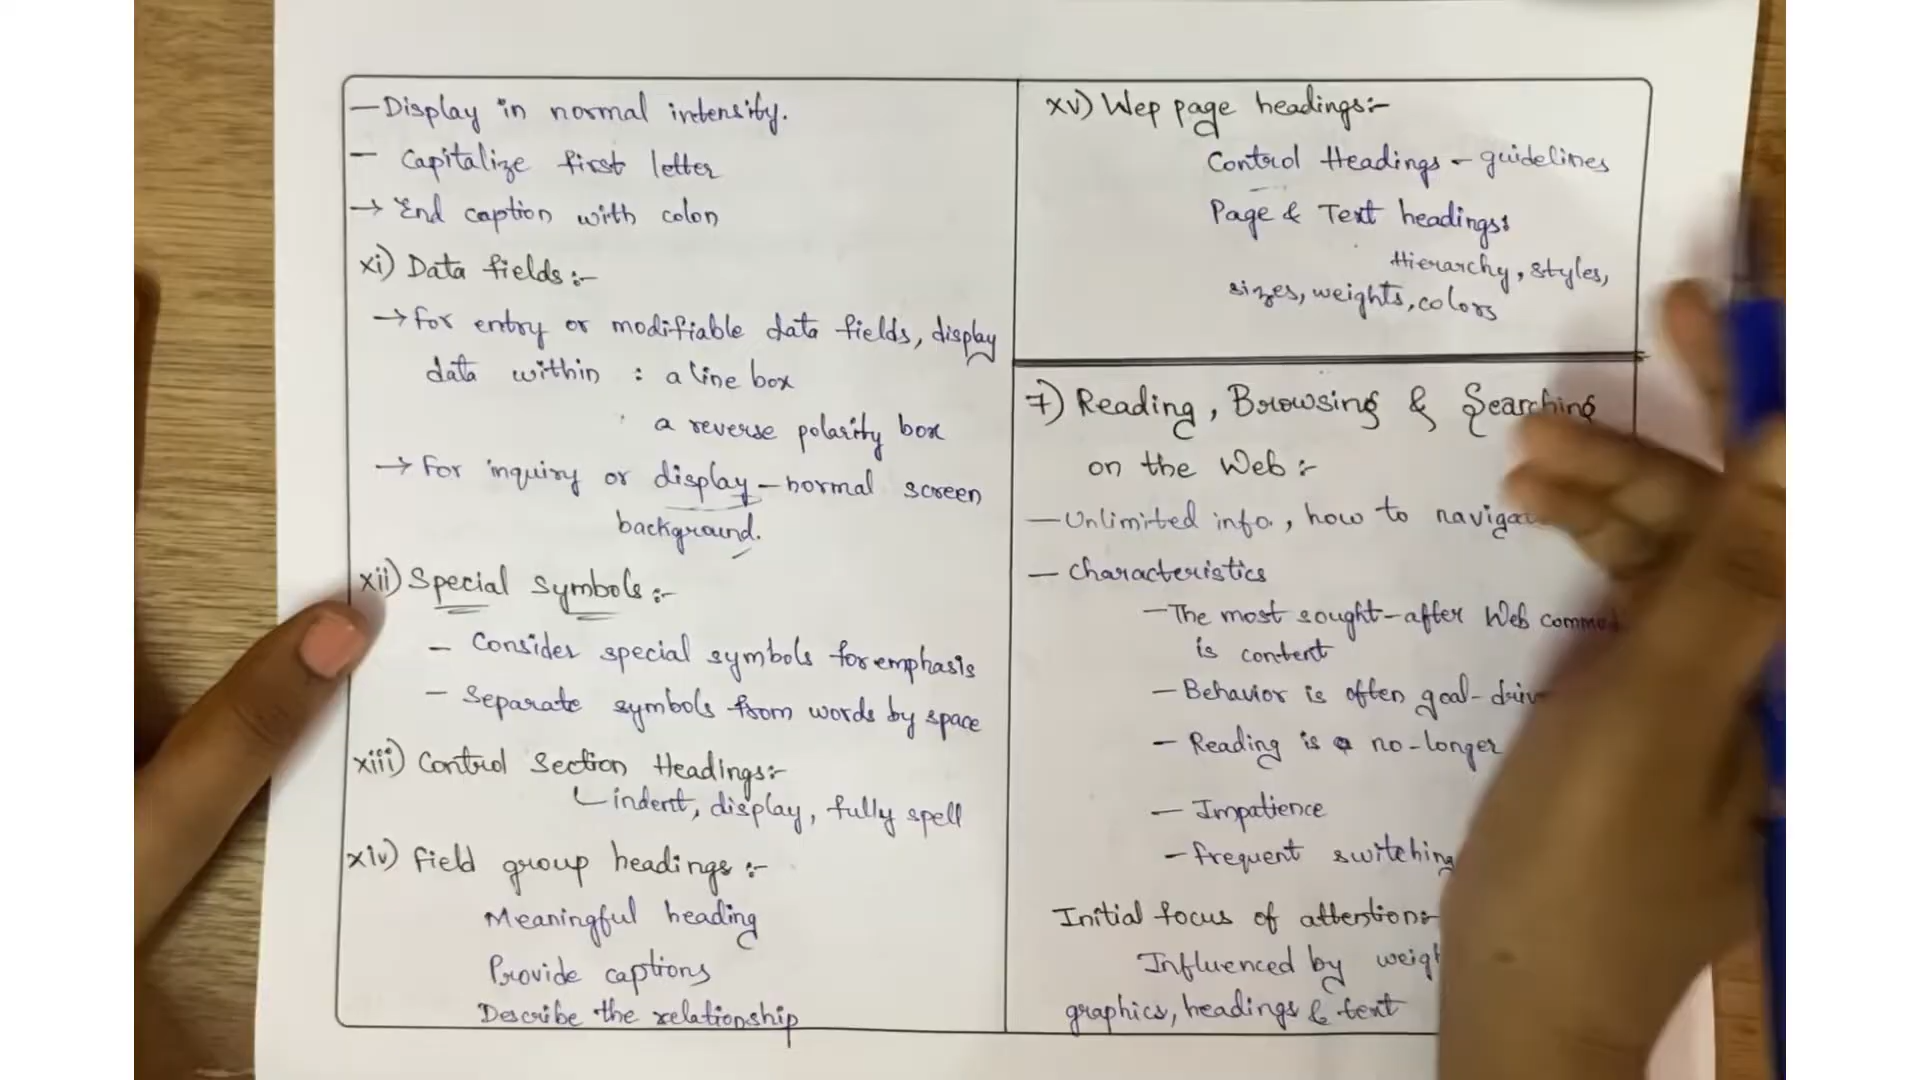 – Display in normal intensity.
– Capitalize first letter
→ End caption with colon
xi) Data fields:-
→ For entry or modifiable data fields, display
data within : a line box
a reverse polarity box
→ For inquiry or display – normal screen
background.
xii) Special Symbols:-
– Consider special symbols for emphasis
– Separate symbols from words by space
xiii) Control Section Headings:-
indent, display, fully spell
xiv) Field group headings:-
Meaningful heading
Provide captions
Describe the relationship
xv) Wep page headings:-
Control Headings – guidelines
Page & Text headings:
Hierarchy, styles,
sizes, weights, colors
7) Reading, Browsing & Searching
on the Web:-
– Unlimited info., how to
– Characteristics
– The most sought-after Web
is content
– Behavior is often
– Reading is no-longer
– Impatience
– frequent switching
Initial focus of attention:-
Influenced by
graphics, headings & text